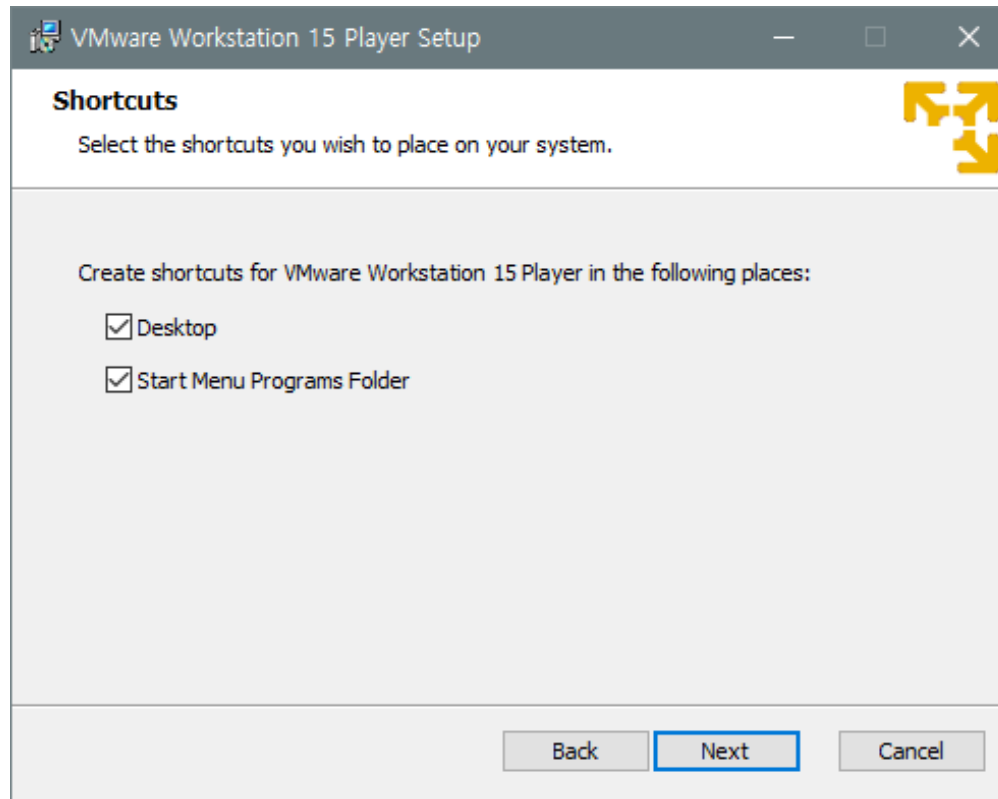 VMware Workstation 15 Player Setup
Shortcuts
Select the shortcuts you wish to place on your system.
Create shortcuts for VMware Workstation 15 Player in the following places:
Desktop
Start Menu Programs Folder
Back Next Cancel